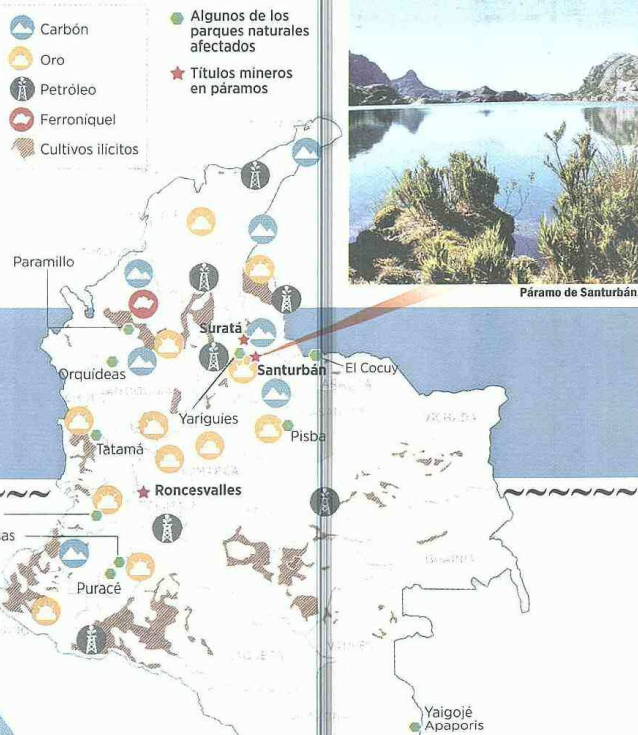 Carbón
Oro
Petróleo
Ferroníquel
Cultivos ilícitos
Algunos de los
parques naturales
afectados
Títulos mineros
en páramos
Páramo de Santurbán.
Paramillo
Suratá
Santurbán
El Cocuy
Orquídeas
Yariguies
Pisba
Tatamá
Roncesvalles
Puracé
Yaigojé
Apaporis